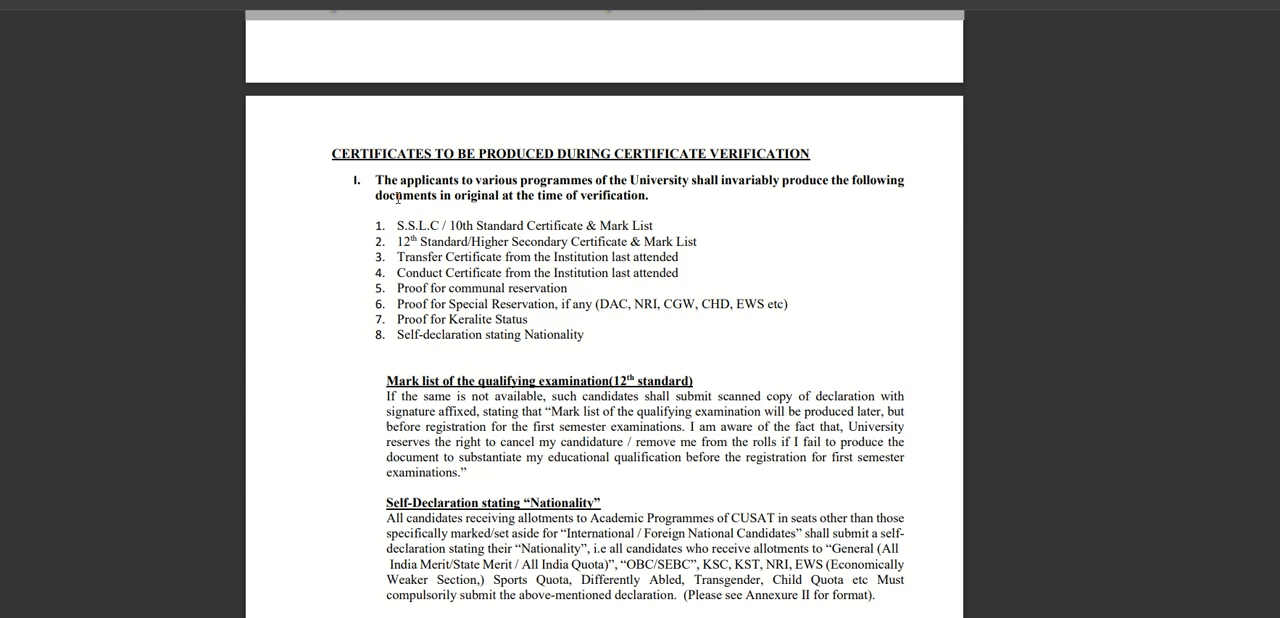 CERTIFICATES TO BE PRODUCED DURING CERTIFICATE VERIFICATION
I. The applicants to various programmes of the University shall invariably produce the following
documents in original at the time of verification.
1. S.S.L.C / 10th Standard Certificate & Mark List
2. 12th Standard/Higher Secondary Certificate & Mark List
3. Transfer Certificate from the Institution last attended
4. Conduct Certificate from the Institution last attended
5. Proof for communal reservation
6. Proof for Special Reservation, if any (DAC, NRI, CGW, CHD, EWS etc)
7. Proof for Keralite Status
8. Self-declaration stating Nationality
Mark list of the qualifying examination(12th standard)
If the same is not available, such candidates shall submit scanned copy of declaration with
signature affixed, stating that “Mark list of the qualifying examination will be produced later, but
before registration for the first semester examinations. I am aware of the fact that, University
reserves the right to cancel my candidature / remove me from the rolls if I fail to produce the
document to substantiate my educational qualification before the registration for first semester
examinations.”
Self-Declaration stating “Nationality”
All candidates receiving allotments to Academic Programmes of CUSAT in seats other than those
specifically marked/set aside for “International / Foreign National Candidates” shall submit a self-
declaration stating their “Nationality”, i.e all candidates who receive allotments to “General (All
India Merit/State Merit / All India Quota)”, “OBC/SEBC”, KSC, KST, NRI, EWS (Economically
Weaker Section,) Sports Quota, Differently Abled, Transgender, Child Quota etc Must
compulsorily submit the above-mentioned declaration. (Please see Annexure II for format).